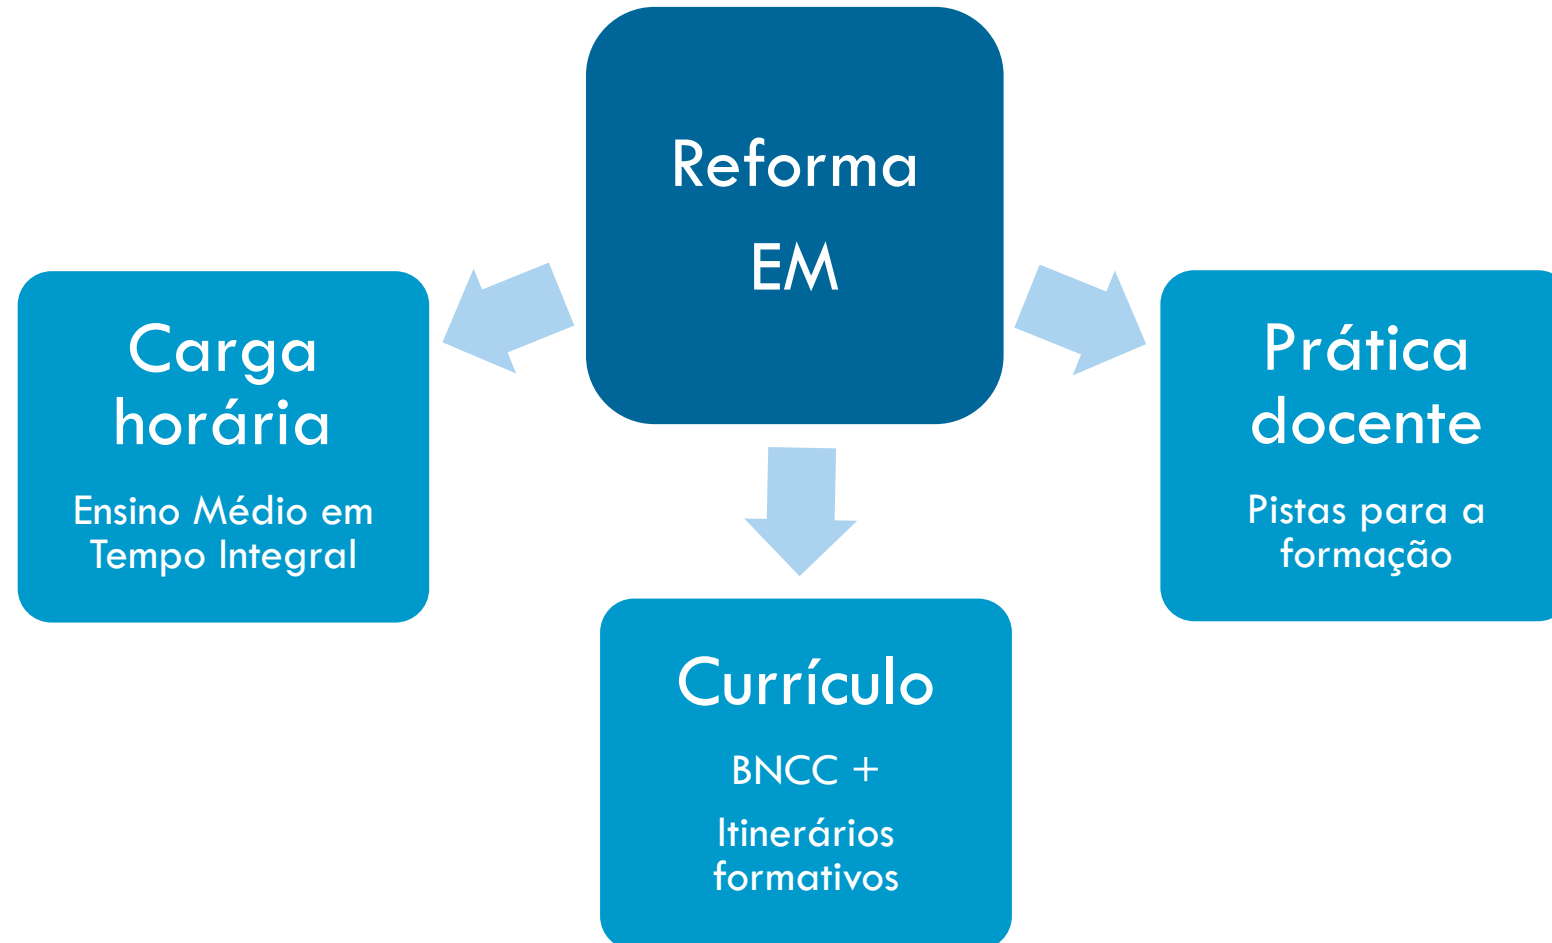 Reforma
EM
Carga
horária
Ensino Médio em
Tempo Integral
Currículo
BNCC +
Itinerários
formativos
Prática
docente
Pistas para a
formação